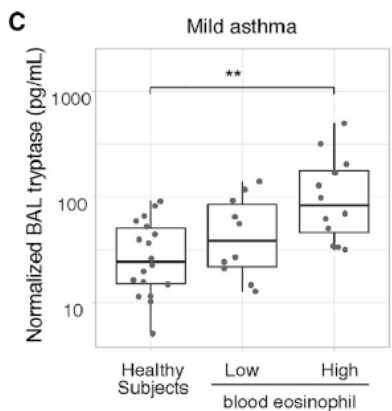 C
Mild asthma
**
Normalized BAL tryptase (pg/mL)
1000
100
10
Healthy Subjects
Low
High
blood eosinophil